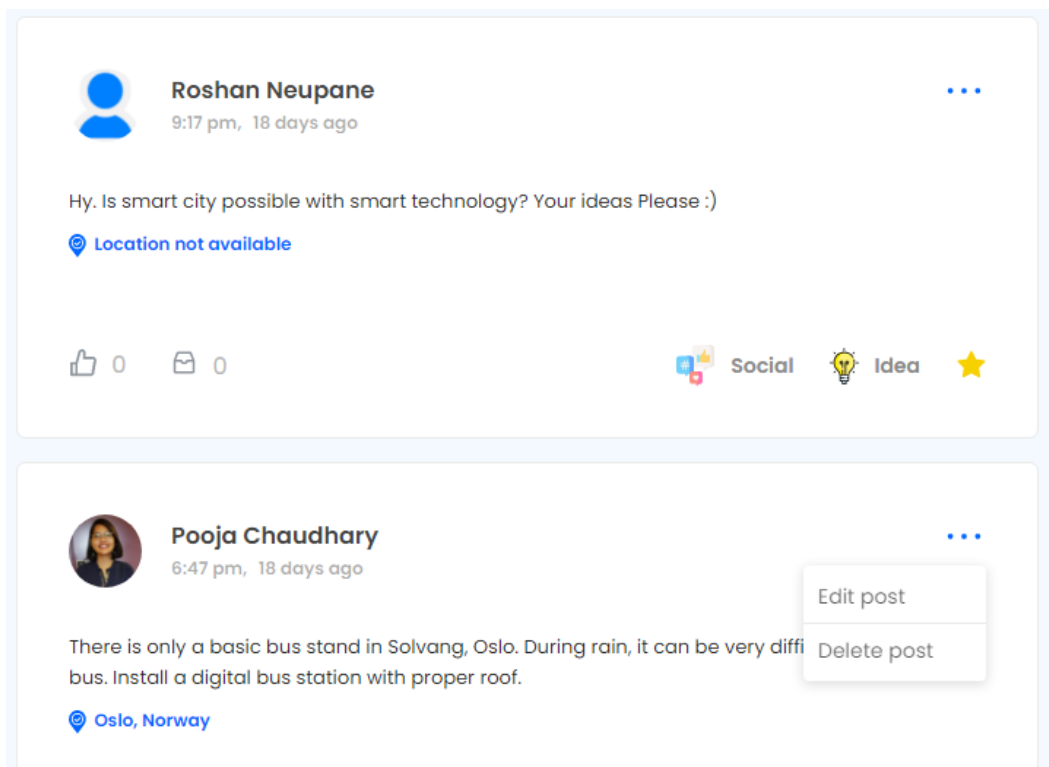 Roshan Neupane
9:17 pm, 18 days ago
Hy. Is smart city possible with smart technology? Your ideas Please :)
Location not available
0 0 Social Idea
Pooja Chaudhary
6:47 pm, 18 days ago
Edit post
Delete post
There is only a basic bus stand in Solvang, Oslo. During rain, it can be very
bus. Install a digital bus station with proper roof.
Oslo, Norway